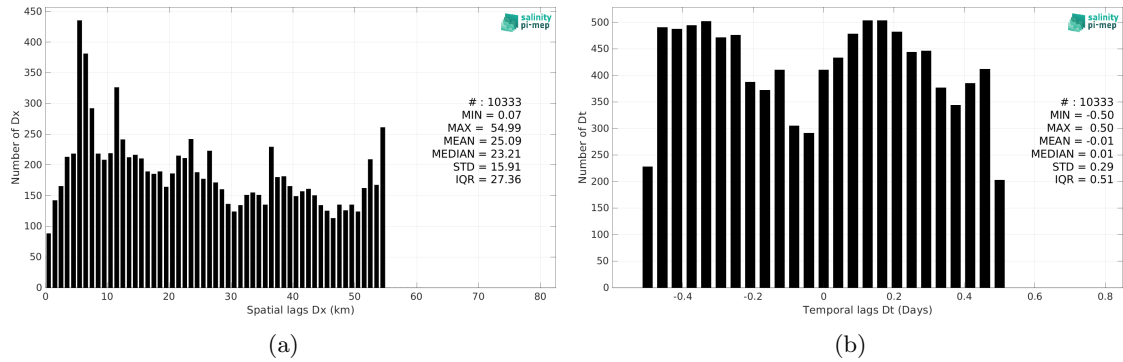 450
400
350
300
250
200
150
100
50
0
Number of Dx
0 10 20 30 40 50 60 70 80
Spatial lags Dx (km)
salinity
pi-mep
# : 10333
MIN = 0.07
MAX = 54.99
MEAN = 25.09
MEDIAN = 23.21
STD = 15.91
IQR = 27.36
(a)
500
450
400
350
300
250
200
150
100
50
0
Number of Dt
-0.4 -0.2 0 0.2 0.4 0.6 0.8
Temporal lags Dt (Days)
salinity
pi-mep
# : 10333
MIN = -0.50
MAX = 0.50
MEAN = -0.01
MEDIAN = 0.01
STD = 0.29
IQR = 0.51
(b)